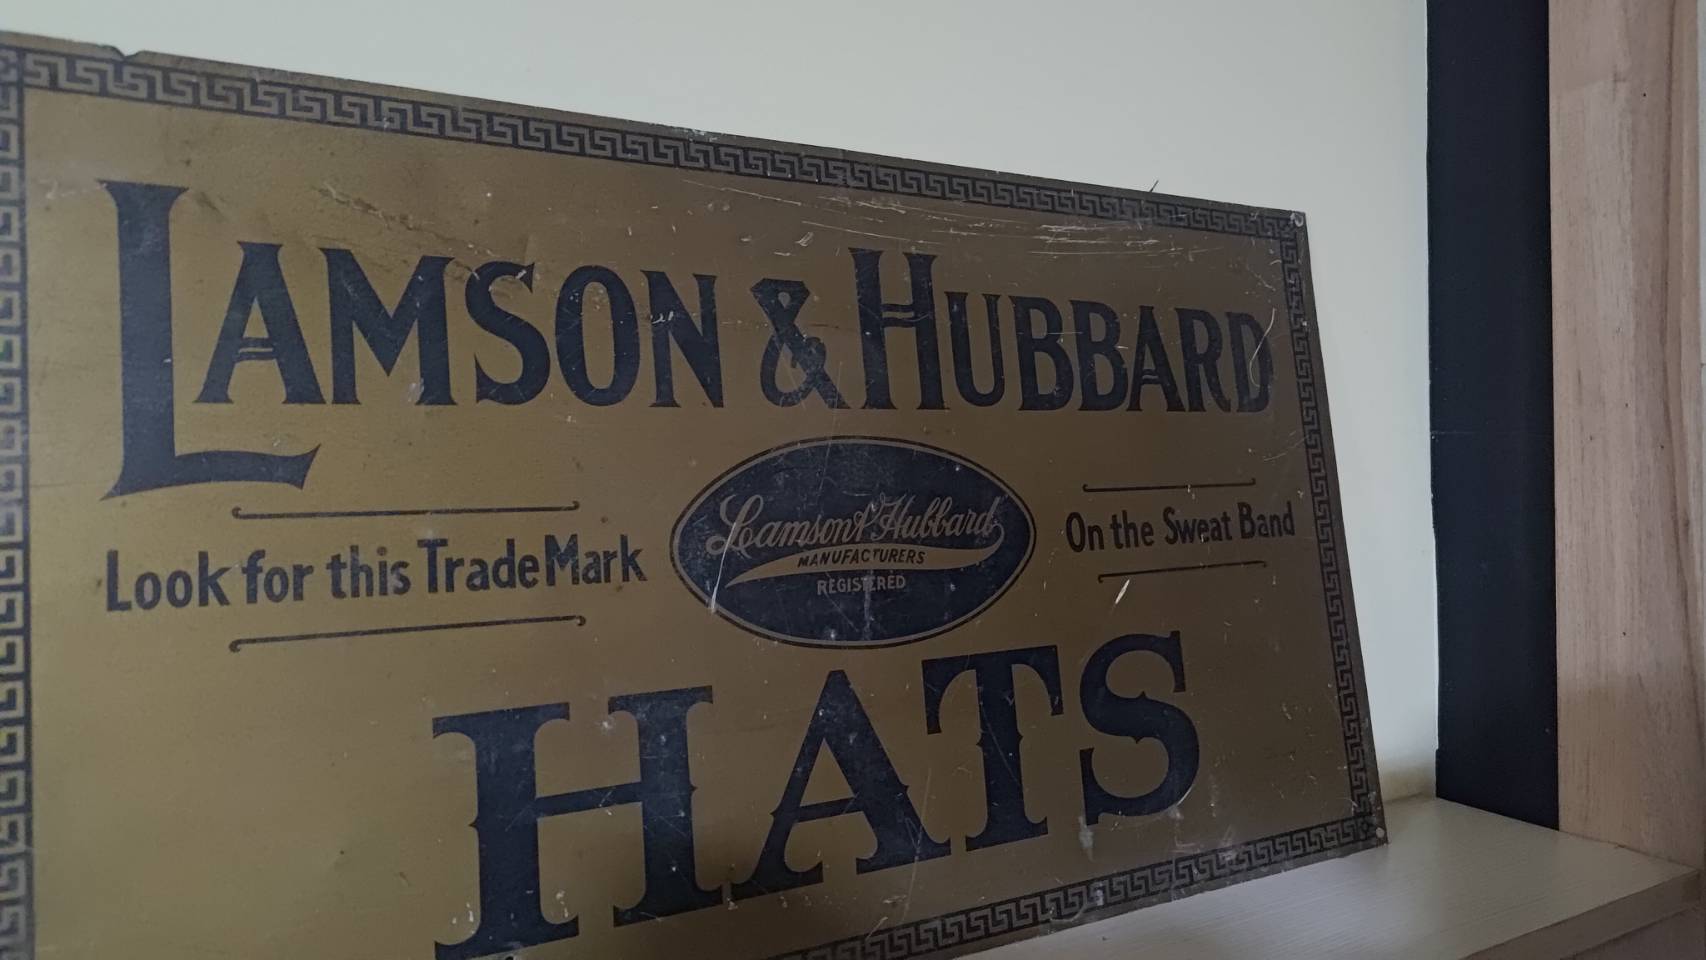 LAMSON & HUBBARD
Look for this Trade Mark
Lamson & Hubbard
MANUFACTURERS
REGISTERED
On the Sweat Band
HATS